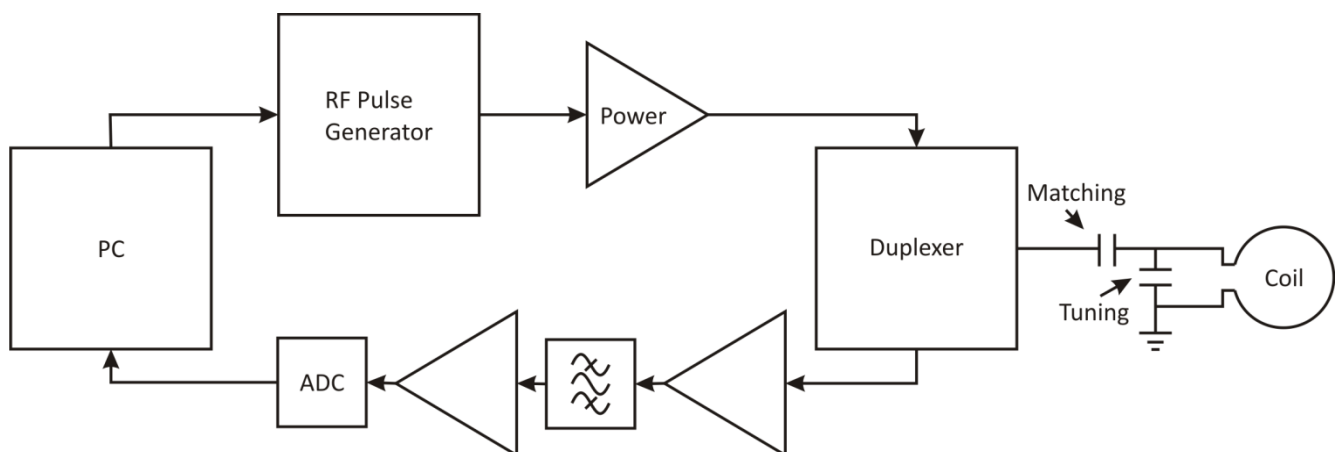 RF Pulse
Generator
Power
Matching
PC
Duplexer
Coil
Tuning
ADC